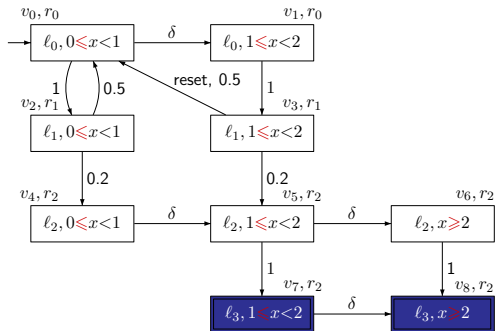 v₀, r₀
v₁, r₀
ℓ₀, 0⩽x<1
δ
ℓ₀, 1⩽x<2
1
0.5
reset, 0.5
1
v₂, r₁
v₃, r₁
ℓ₁, 0⩽x<1
ℓ₁, 1⩽x<2
0.2
0.2
v₄, r₂
v₅, r₂
v₆, r₂
ℓ₂, 0⩽x<1
δ
ℓ₂, 1⩽x<2
δ
ℓ₂, x⩾2
1
1
v₇, r₂
v₈, r₂
ℓ₃, 1⩽x<2
δ
ℓ₃, x⩾2